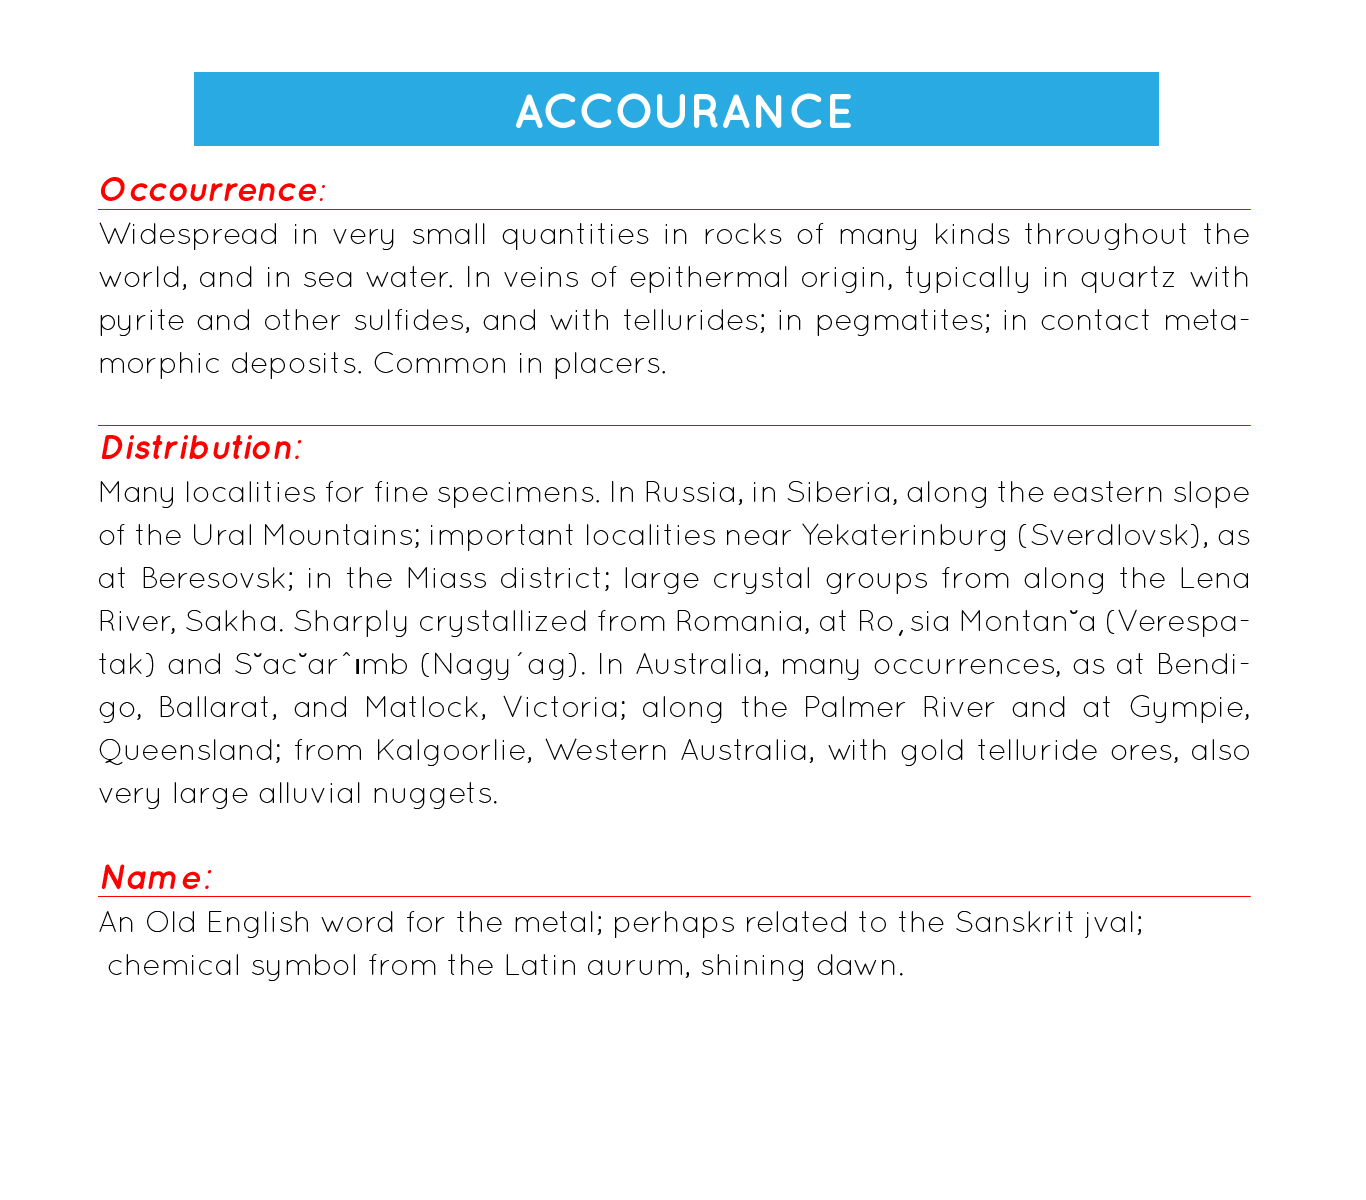 ACCOURANCE
Occourrence:
Widespread in very small quantities in rocks of many kinds throughout the
world, and in sea water. In veins of epithermal origin, typically in quartz with
pyrite and other sulfides, and with tellurides; in pegmatites; in contact meta-
morphic deposits. Common in placers.
Distribution:
Many localities for fine specimens. In Russia, in Siberia, along the eastern slope
of the Ural Mountains; important localities near Yekaterinburg (Sverdlovsk), as
at Beresovsk; in the Miass district; large crystal groups from along the Lena
River, Sakha. Sharply crystallized from Romania, at Ro¸sia Montan˘a (Verespa-
tak) and S˘ac˘arˆımb (Nagy´ag). In Australia, many occurrences, as at Bendi-
go, Ballarat, and Matlock, Victoria; along the Palmer River and at Gympie,
Queensland; from Kalgoorlie, Western Australia, with gold telluride ores, also
very large alluvial nuggets.
Name:
An Old English word for the metal; perhaps related to the Sanskrit jval;
chemical symbol from the Latin aurum, shining dawn.